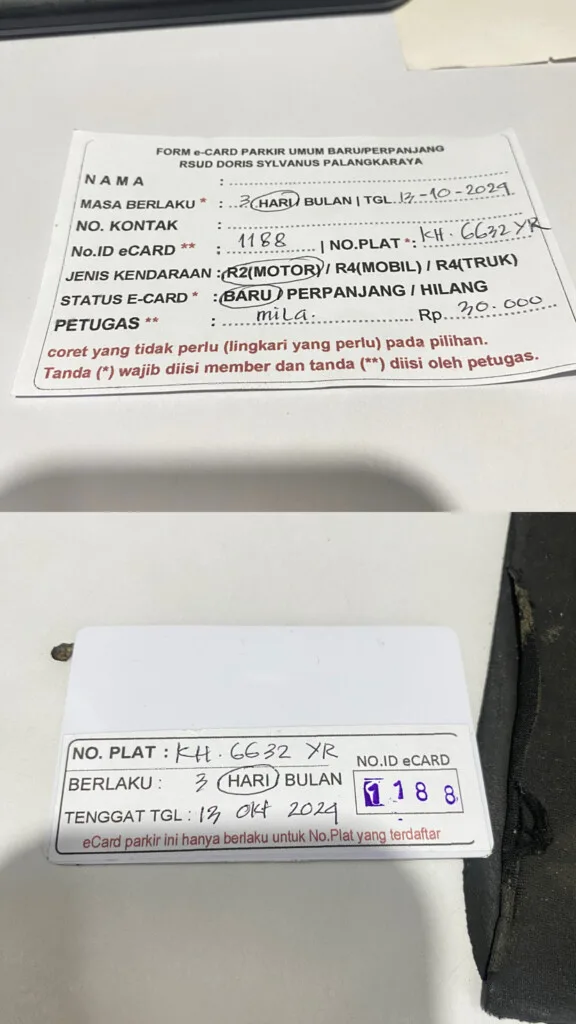 FORM e-CARD PARKIR UMUM BARU/PERPANJANG
RSUD DORIS SYLVANUS PALANGKARAYA
NAMA :
MASA BERLAKU * : 3 HARI / BULAN | TGL. 13-10-2024
NO. KONTAK :
No.ID eCARD ** : 1188 | NO.PLAT *: KH. 6632 YR
JENIS KENDARAAN : R2(MOTOR) / R4(MOBIL) / R4(TRUK)
STATUS E-CARD * : BARU / PERPANJANG / HILANG
PETUGAS ** : mila. Rp. 30.000
coret yang tidak perlu (lingkari yang perlu) pada pilihan.
Tanda (*) wajib diisi member dan tanda (**) diisi oleh petugas.
NO. PLAT : KH. 6632 YR
NO.ID eCARD
BERLAKU : 3 HARI / BULAN
1188
TENGGAT TGL : 13 Okt 2024
eCard parkir ini hanya berlaku untuk No.Plat yang terdaftar